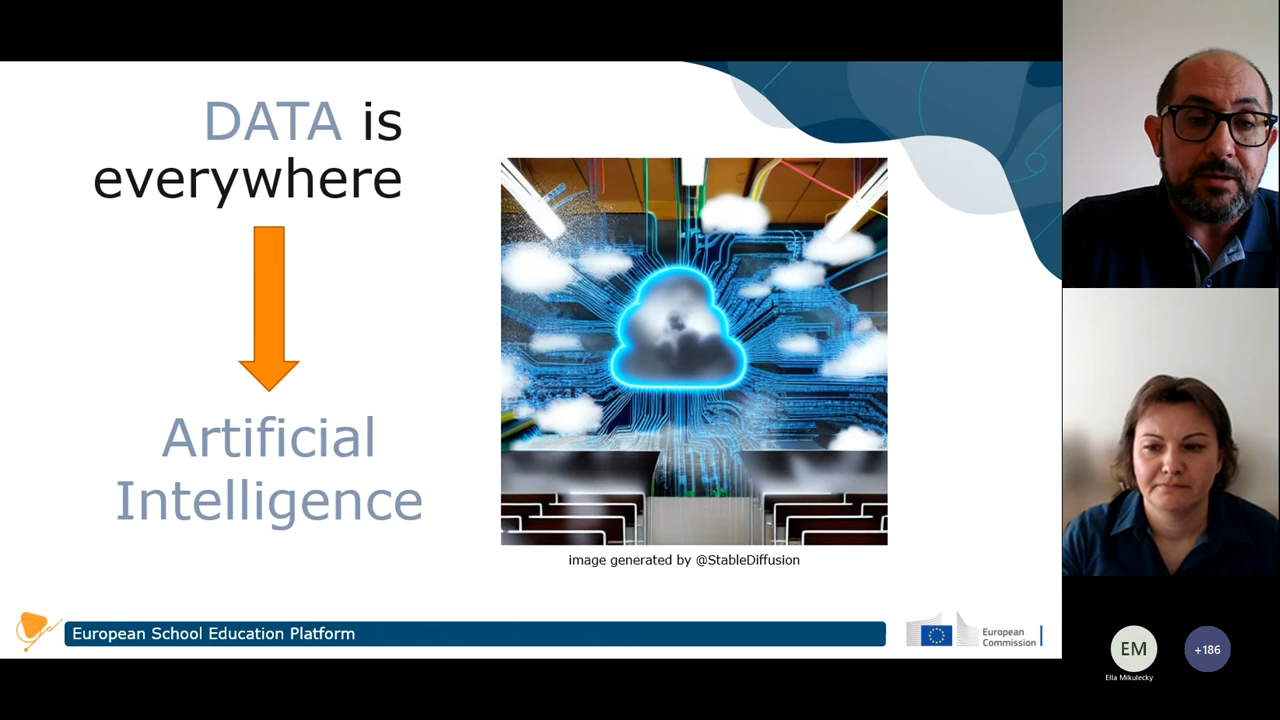 DATA is
everywhere
Artificial
Intelligence
image generated by @StableDiffusion
European School Education Platform
European
Commission
EM
Ella Mikulecky
+186